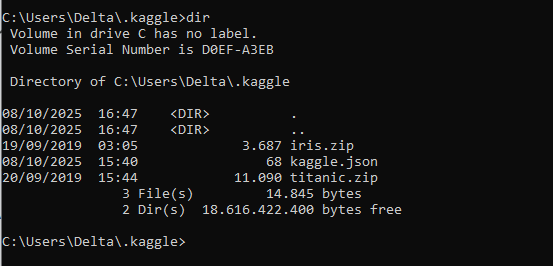 C:\Users\Delta\.kaggle>dir
Volume in drive C has no label.
Volume Serial Number is D0EF-A3EB
Directory of C:\Users\Delta\.kaggle
08/10/2025  16:47    <DIR>          .
08/10/2025  16:47    <DIR>          ..
19/09/2019  03:05             3.687 iris.zip
08/10/2025  15:40                68 kaggle.json
20/09/2019  15:44            11.090 titanic.zip
3 File(s)         14.845 bytes
2 Dir(s)  18.616.422.400 bytes free
C:\Users\Delta\.kaggle>